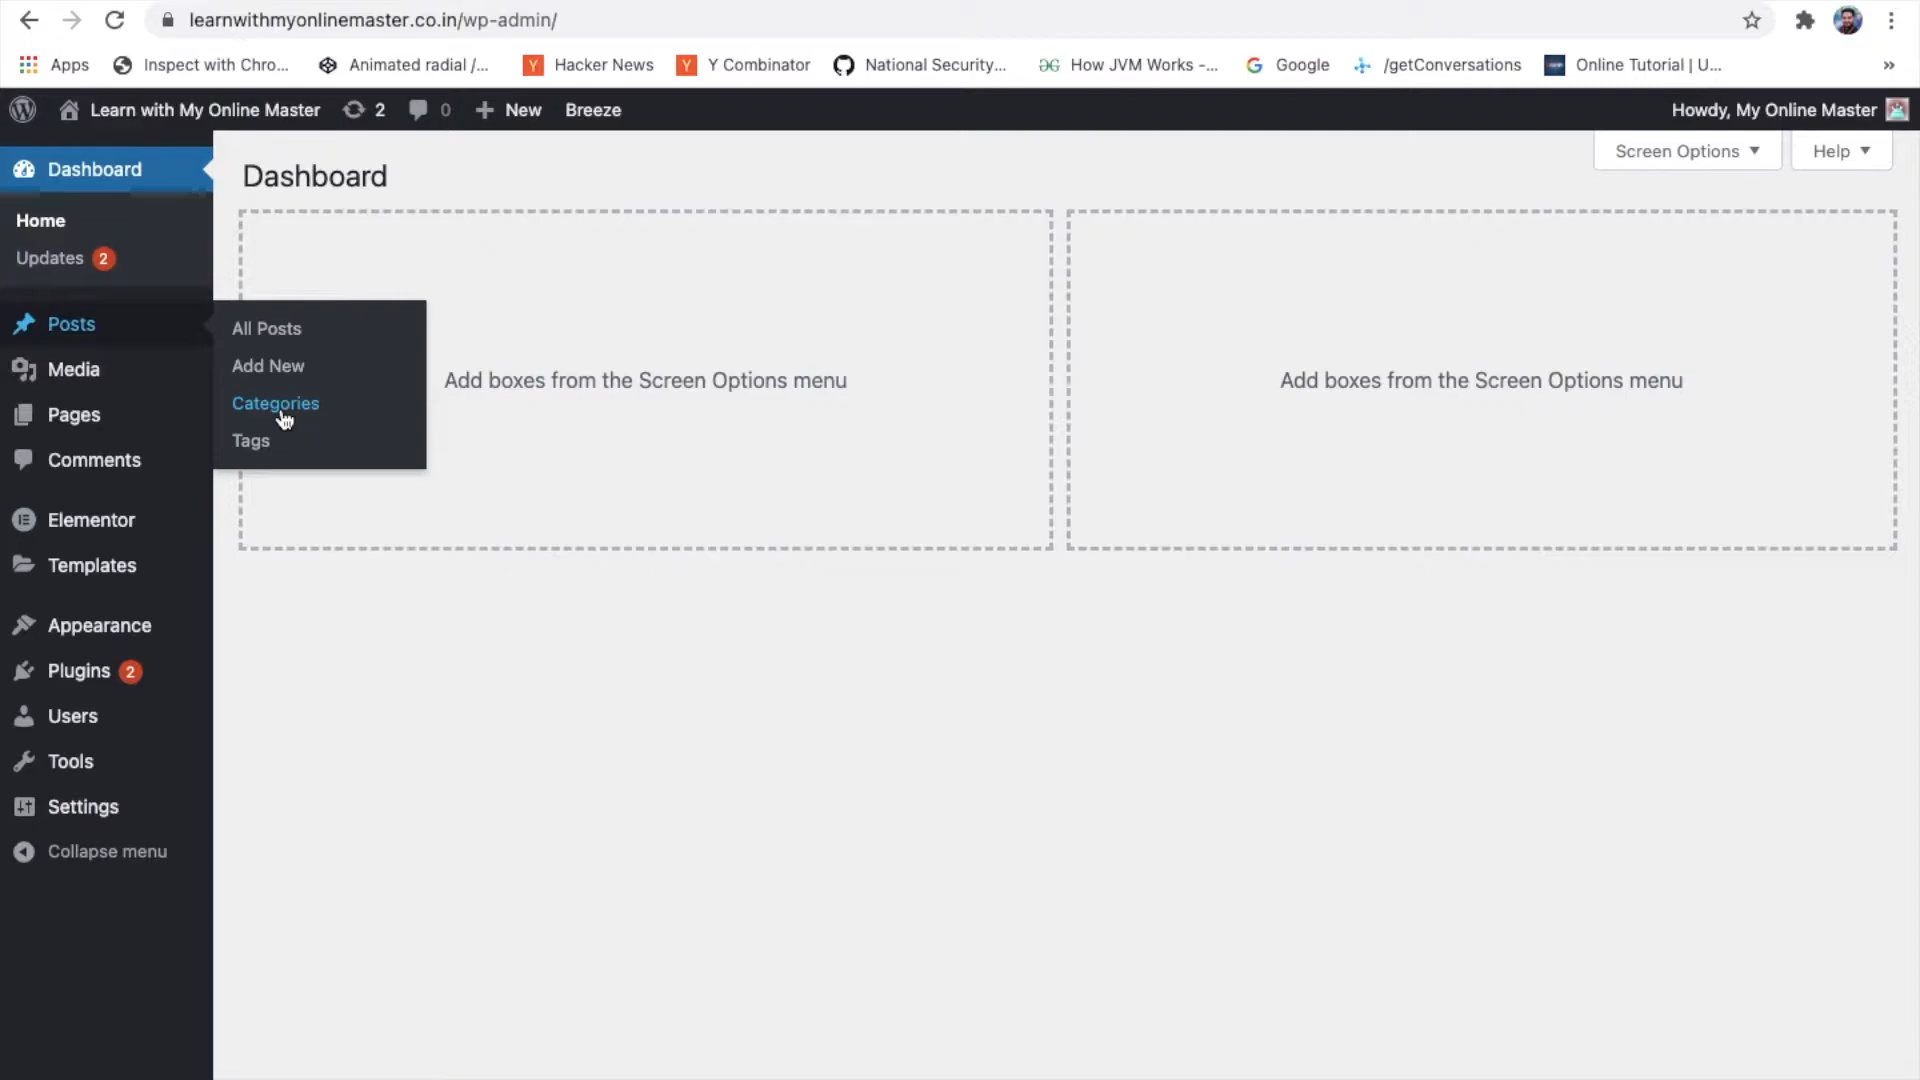 learnwithmyonlinemaster.co.in/wp-admin/
Apps Inspect with Chro... Animated radial /... Hacker News Y Combinator National Security... How JVM Works -... Google /getConversations Online Tutorial | U... »
Learn with My Online Master 2 0 New Breeze Howdy, My Online Master
Screen Options Help
Dashboard
Home
Updates 2
Posts
Media
Pages
Comments
Elementor
Templates
Appearance
Plugins 2
Users
Tools
Settings
Collapse menu
All Posts
Add New
Categories
Tags
Dashboard
Add boxes from the Screen Options menu
Add boxes from the Screen Options menu